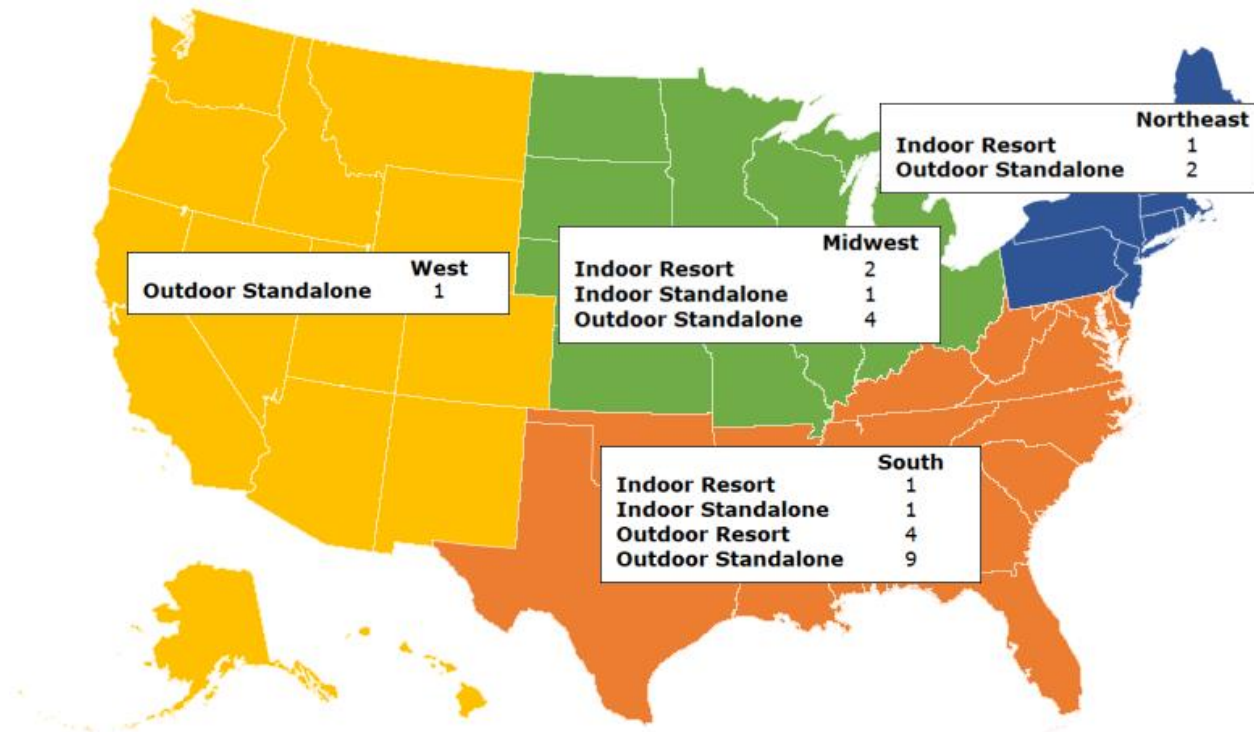 Northeast
Indoor Resort 1
Outdoor Standalone 2
Midwest
Indoor Resort 2
Indoor Standalone 1
Outdoor Standalone 4
West
Outdoor Standalone 1
South
Indoor Resort 1
Indoor Standalone 1
Outdoor Resort 4
Outdoor Standalone 9